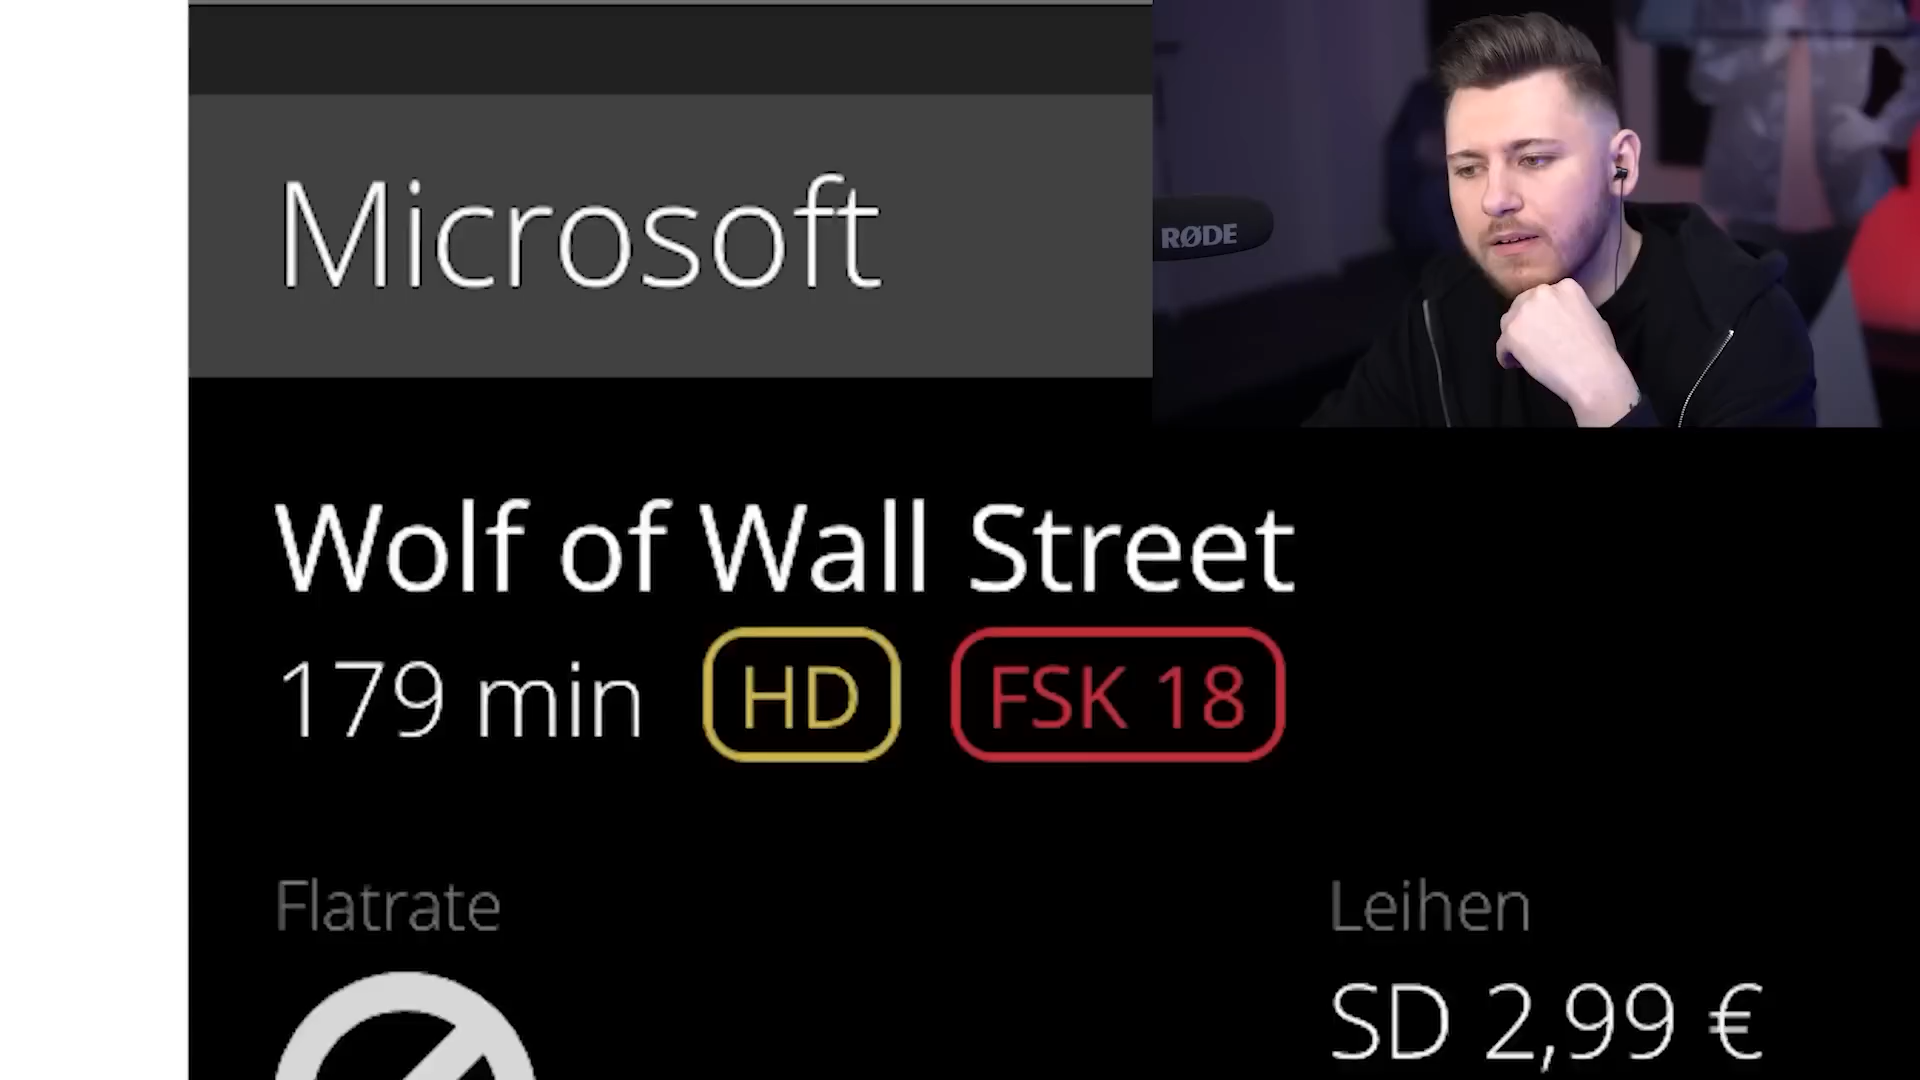 Microsoft
RØDE
Wolf of Wall Street
179 min HD FSK 18
Flatrate Leihen
SD 2,99 €